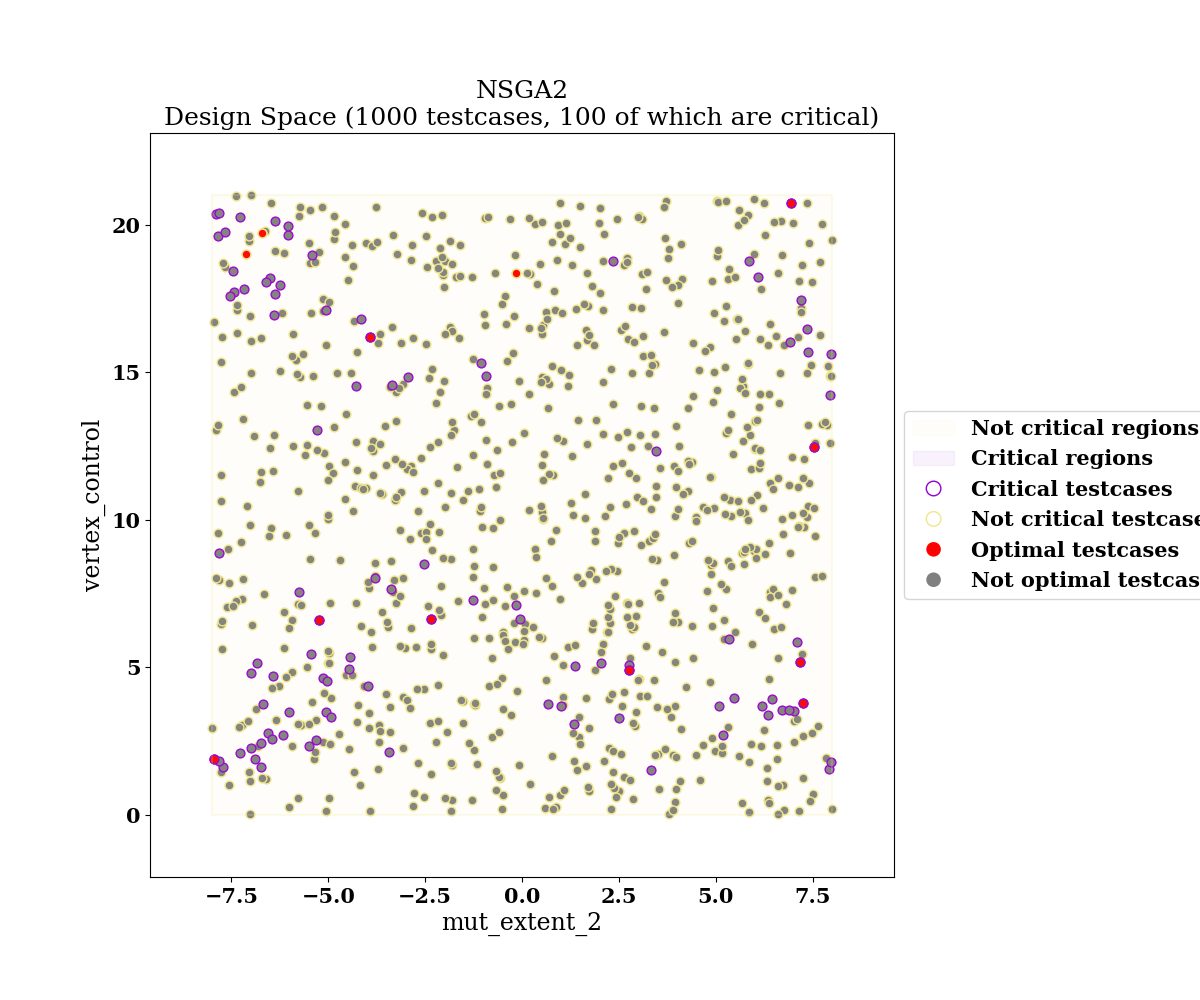 NSGA2
Design Space (1000 testcases, 100 of which are critical)
vertex_control
20
15
10
5
0
−7.5
−5.0
−2.5
0.0
2.5
5.0
7.5
mut_extent_2
Not critical regions
Critical regions
Critical testcases
Not critical testcase
Optimal testcases
Not optimal testcas